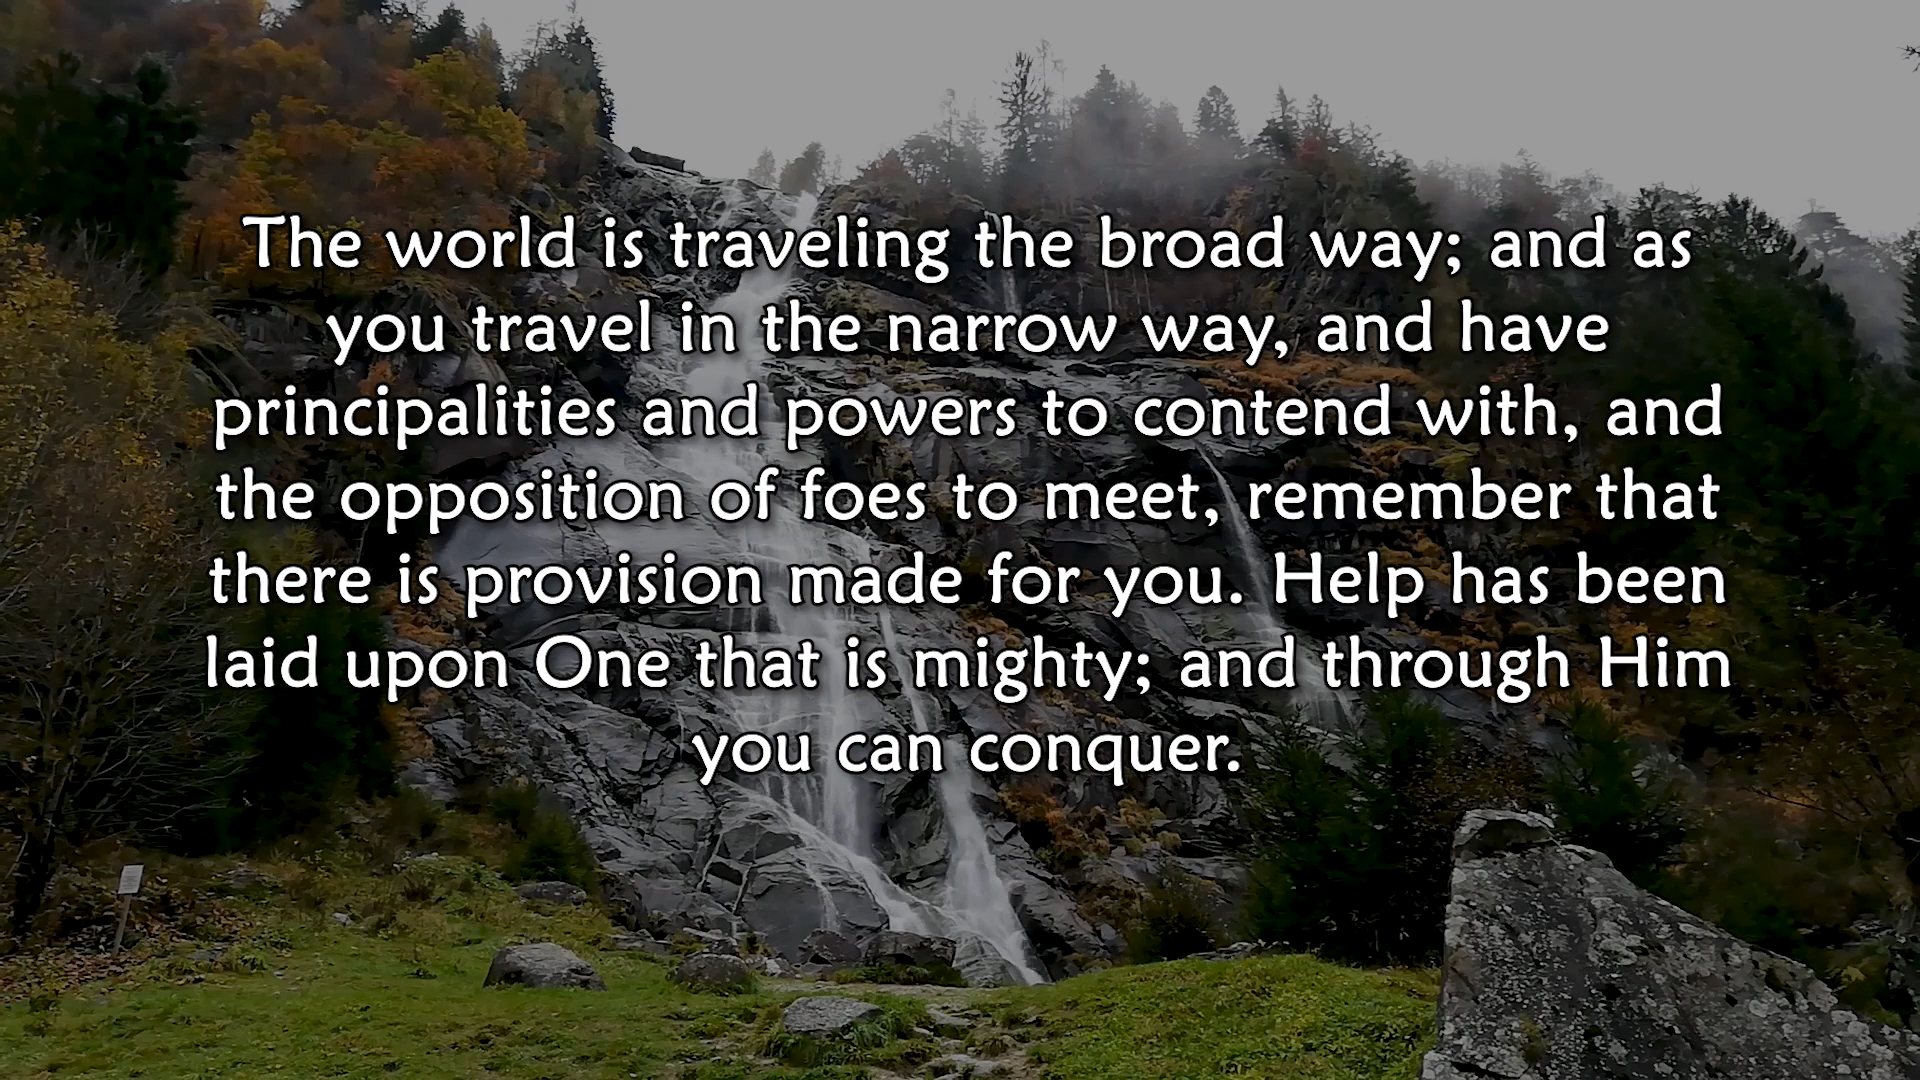 The world is traveling the broad way; and as
you travel in the narrow way, and have
principalities and powers to contend with, and
the opposition of foes to meet, remember that
there is provision made for you. Help has been
laid upon One that is mighty; and through Him
you can conquer.